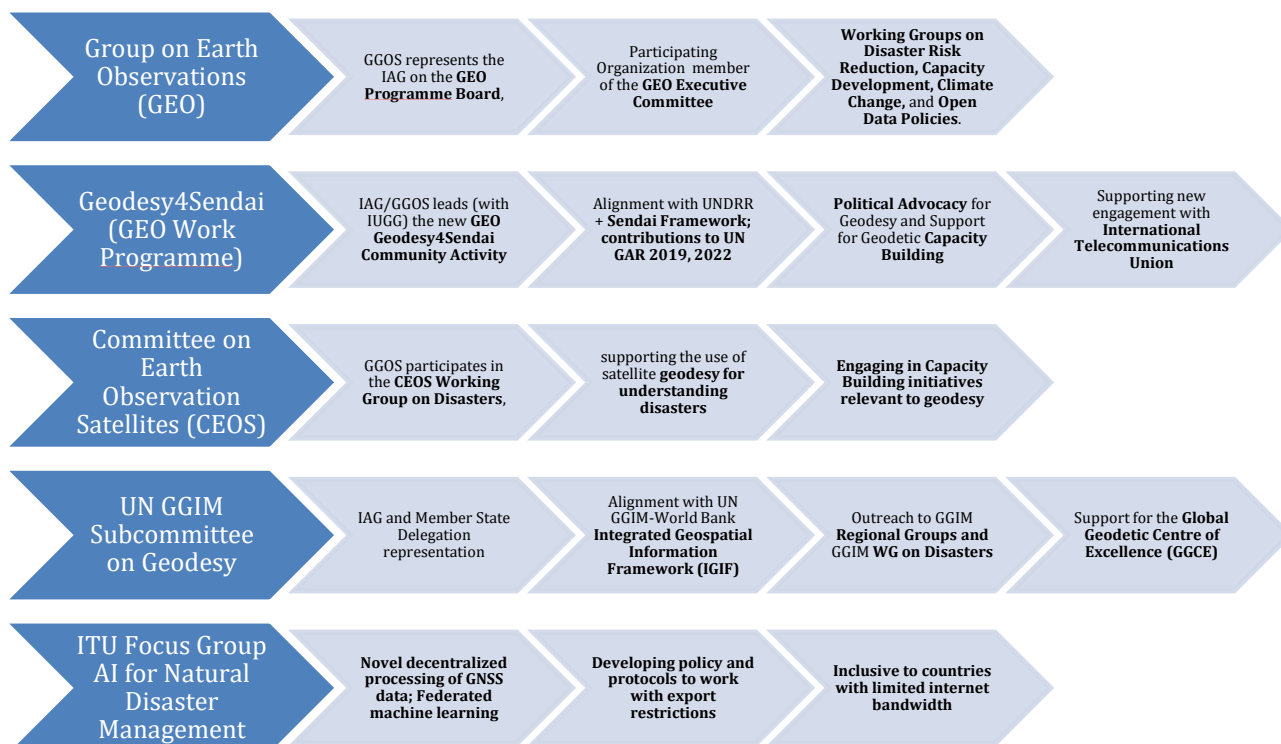 Group on Earth
Observations
(GEO)
GGOS represents the
IAG on the GEO
Programme Board,
Participating
Organization member
of the GEO Executive
Committee
Working Groups on
Disaster Risk
Reduction, Capacity
Development, Climate
Change, and Open
Data Policies.
Geodesy4Sendai
(GEO Work
Programme)
IAG/GGOS leads (with
IUGG) the new GEO
Geodesy4Sendai
Community Activity
Alignment with UNDRR
+ Sendai Framework;
contributions to UN
GAR 2019, 2022
Political Advocacy for
Geodesy and Support
for Geodetic Capacity
Building
Supporting new
engagement with
International
Telecommunications
Union
Committee on
Earth
Observation
Satellites (CEOS)
GGOS participates in
the CEOS Working
Group on Disasters,
supporting the use of
satellite geodesy for
understanding
disasters
Engaging in Capacity
Building initiatives
relevant to geodesy
UN GGIM
Subcommittee
on Geodesy
IAG and Member State
Delegation
representation
Alignment with UN
GGIM-World Bank
Integrated Geospatial
Information
Framework (IGIF)
Outreach to GGIM
Regional Groups and
GGIM WG on Disasters
Support for the Global
Geodetic Centre of
Excellence (GGCE)
ITU Focus Group
AI for Natural
Disaster
Management
Novel decentralized
processing of GNSS
data; Federated
machine learning
Developing policy and
protocols to work
with export
restrictions
Inclusive to countries
with limited internet
bandwidth